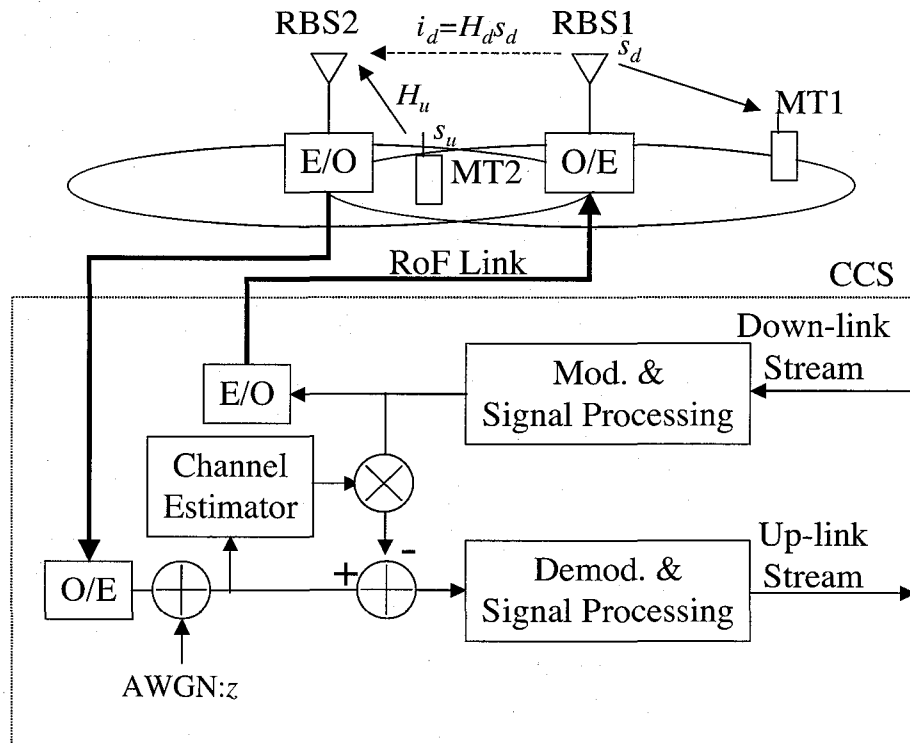 RBS2
i_d=H_d s_d
RBS1
s_d
MT1
H_u
s_u
E/O
MT2
O/E
RoF Link
CCS
Down-link
Stream
E/O
Mod. &
Signal Processing
Channel
Estimator
×
-
+
Up-link
Stream
O/E
+
+
Demod. &
Signal Processing
AWGN:z